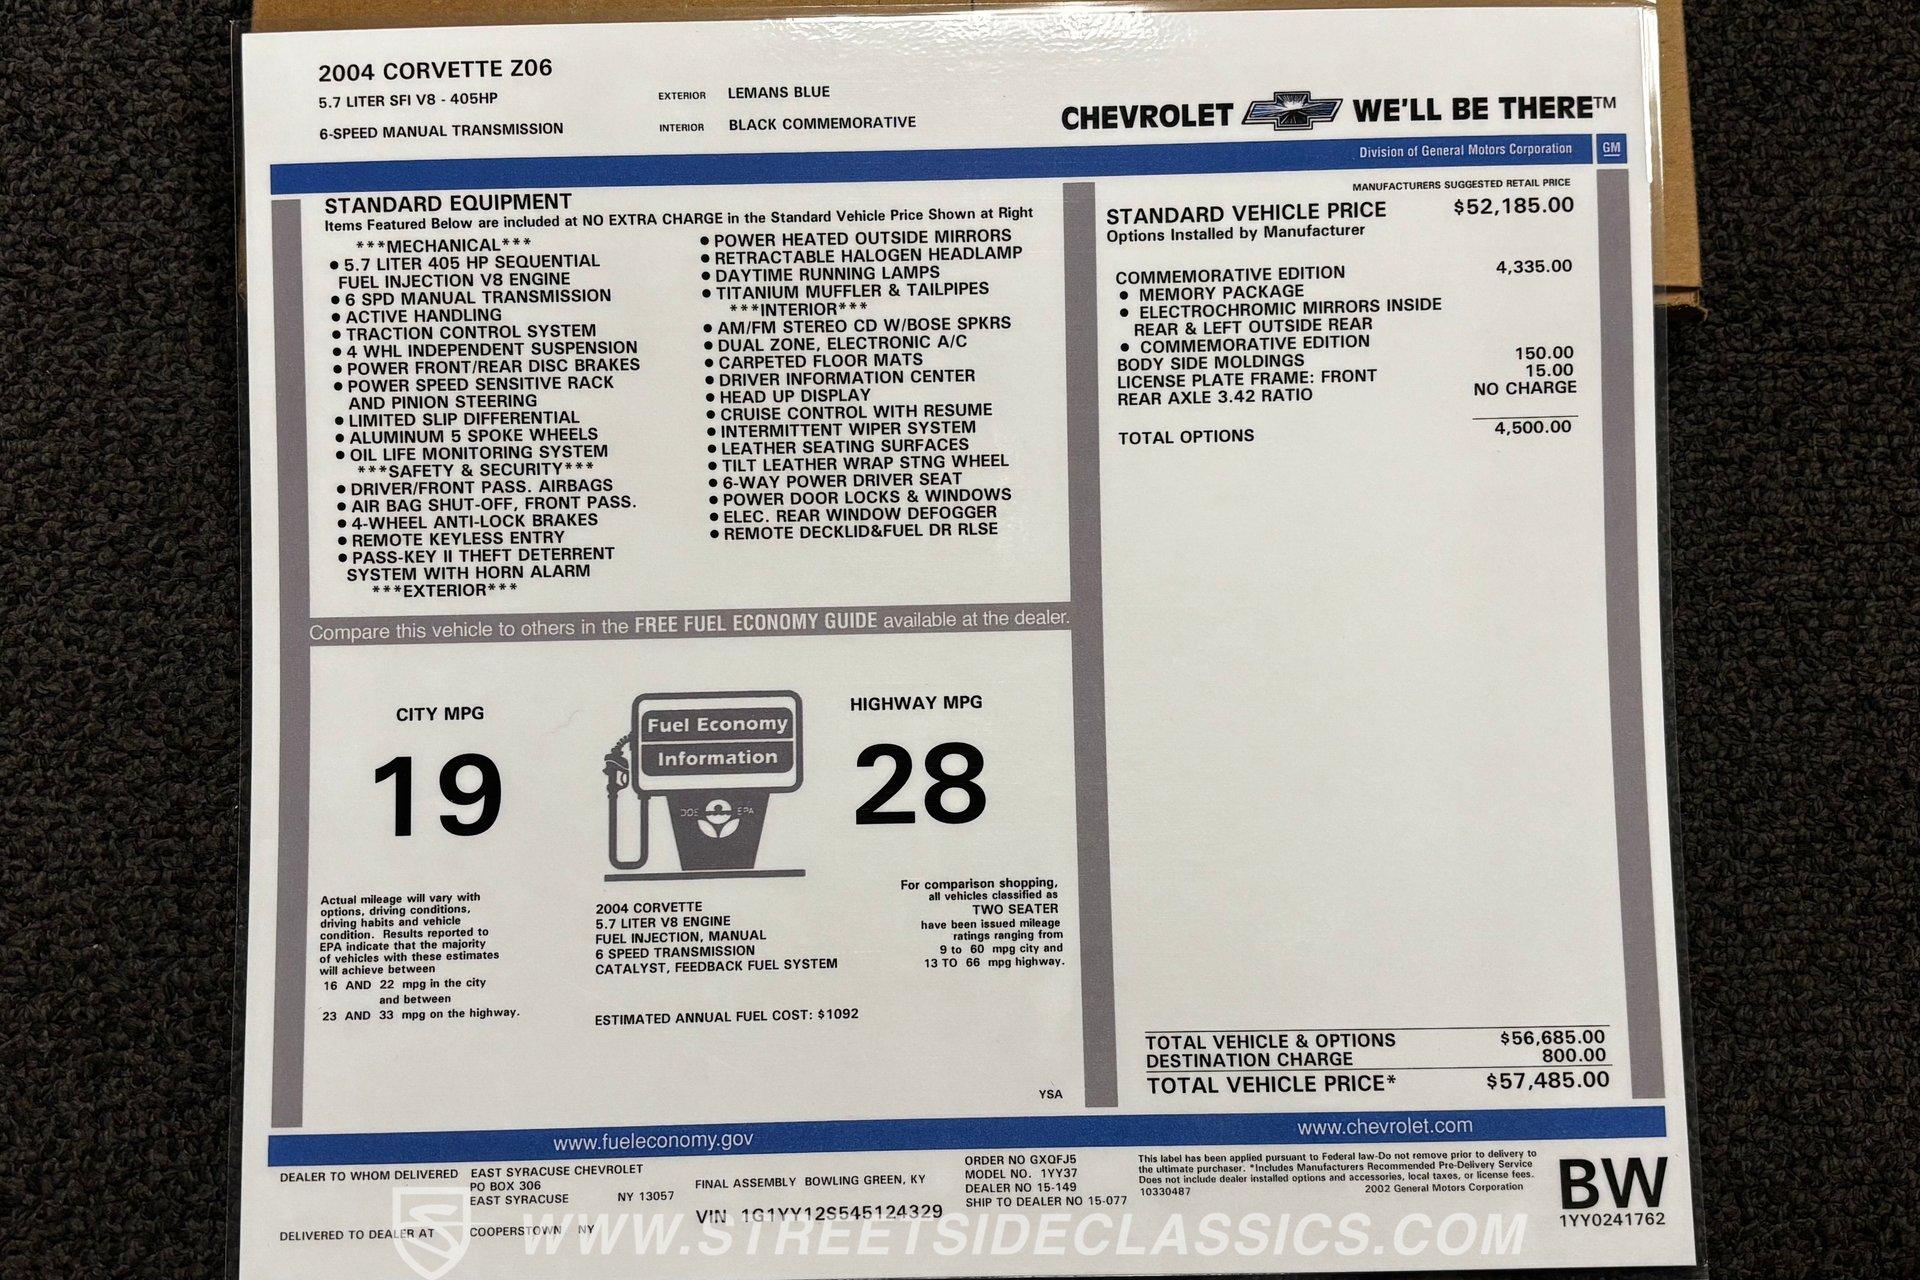 2004 CORVETTE Z06
5.7 LITER SFI V8 - 405HP
6-SPEED MANUAL TRANSMISSION
EXTERIOR LEMANS BLUE
INTERIOR BLACK COMMEMORATIVE
CHEVROLET WE'LL BE THERE™
Division of General Motors Corporation GM
STANDARD EQUIPMENT
Items Featured Below are included at NO EXTRA CHARGE in the Standard Vehicle Price Shown at Right
***MECHANICAL***
• 5.7 LITER 405 HP SEQUENTIAL
FUEL INJECTION V8 ENGINE
• 6 SPD MANUAL TRANSMISSION
• ACTIVE HANDLING
• TRACTION CONTROL SYSTEM
• 4 WHL INDEPENDENT SUSPENSION
• POWER FRONT/REAR DISC BRAKES
• POWER SPEED SENSITIVE RACK
AND PINION STEERING
• LIMITED SLIP DIFFERENTIAL
• ALUMINUM 5 SPOKE WHEELS
• OIL LIFE MONITORING SYSTEM
***SAFETY & SECURITY***
• DRIVER/FRONT PASS. AIRBAGS
• AIR BAG SHUT-OFF, FRONT PASS.
• 4-WHEEL ANTI-LOCK BRAKES
• REMOTE KEYLESS ENTRY
• PASS-KEY II THEFT DETERRENT
SYSTEM WITH HORN ALARM
***EXTERIOR***
• POWER HEATED OUTSIDE MIRRORS
• RETRACTABLE HALOGEN HEADLAMP
• DAYTIME RUNNING LAMPS
• TITANIUM MUFFLER & TAILPIPES
***INTERIOR***
• AM/FM STEREO CD W/BOSE SPKRS
• DUAL ZONE, ELECTRONIC A/C
• CARPETED FLOOR MATS
• DRIVER INFORMATION CENTER
• HEAD UP DISPLAY
• CRUISE CONTROL WITH RESUME
• INTERMITTENT WIPER SYSTEM
• LEATHER SEATING SURFACES
• TILT LEATHER WRAP STNG WHEEL
• 6-WAY POWER DRIVER SEAT
• POWER DOOR LOCKS & WINDOWS
• ELEC. REAR WINDOW DEFOGGER
• REMOTE DECKLID&FUEL DR RLSE
MANUFACTURERS SUGGESTED RETAIL PRICE
STANDARD VEHICLE PRICE $52,185.00
Options Installed by Manufacturer
COMMEMORATIVE EDITION 4,335.00
• MEMORY PACKAGE
• ELECTROCHROMIC MIRRORS INSIDE
REAR & LEFT OUTSIDE REAR
• COMMEMORATIVE EDITION
BODY SIDE MOLDINGS 150.00
LICENSE PLATE FRAME: FRONT 15.00
REAR AXLE 3.42 RATIO NO CHARGE
TOTAL OPTIONS 4,500.00
Compare this vehicle to others in the FREE FUEL ECONOMY GUIDE available at the dealer.
CITY MPG
19
Fuel Economy
Information
DOE EPA
HIGHWAY MPG
28
Actual mileage will vary with
options, driving conditions,
driving habits and vehicle
condition. Results reported to
EPA indicate that the majority
of vehicles with these estimates
will achieve between
16 AND 22 mpg in the city
and between
23 AND 33 mpg on the highway.
2004 CORVETTE
5.7 LITER V8 ENGINE
FUEL INJECTION, MANUAL
6 SPEED TRANSMISSION
CATALYST, FEEDBACK FUEL SYSTEM
ESTIMATED ANNUAL FUEL COST: $1092
For comparison shopping,
all vehicles classified as
TWO SEATER
have been issued mileage
ratings ranging from
9 to 60 mpg city and
13 TO 66 mpg highway.
YSA
TOTAL VEHICLE & OPTIONS $56,685.00
DESTINATION CHARGE 800.00
TOTAL VEHICLE PRICE* $57,485.00
www.fueleconomy.gov
www.chevrolet.com
DEALER TO WHOM DELIVERED EAST SYRACUSE CHEVROLET
PO BOX 306
EAST SYRACUSE NY 13057
DELIVERED TO DEALER AT COOPERSTOWN NY
FINAL ASSEMBLY BOWLING GREEN, KY
VIN 1G1YY12S545124329
ORDER NO GXQFJ5
MODEL NO. 1YY37
DEALER NO 15-149
SHIP TO DEALER NO 15-077
This label has been applied pursuant to Federal law-Do not remove prior to delivery to
the ultimate purchaser. *Includes Manufacturers Recommended Pre-Delivery Service
Does not include dealer installed options and accessories, local taxes, or license fees.
10330487 2002 General Motors Corporation
BW
1YY0241762
WWW.STREETSIDECLASSICS.COM